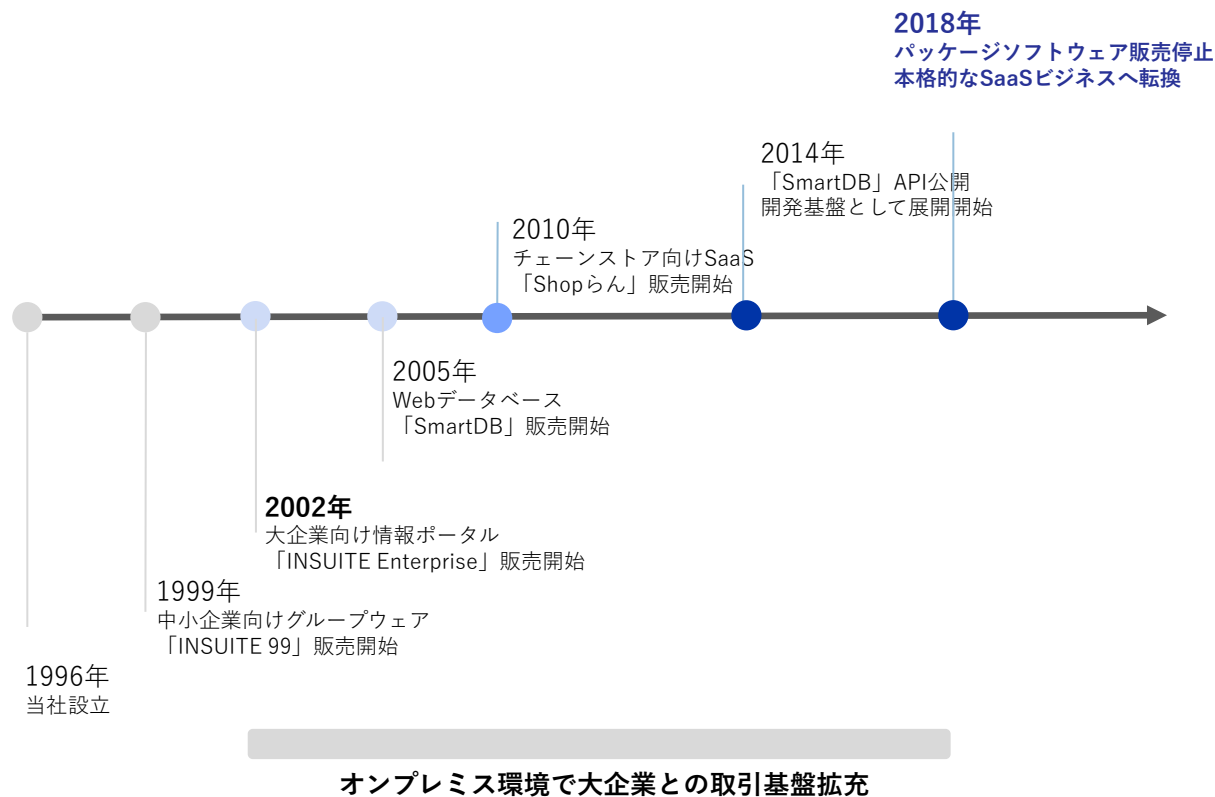 2018年
パッケージソフトウェア販売停止
本格的なSaaSビジネスへ転換
2014年
「SmartDB」API公開
開発基盤として展開開始
2010年
チェーンストア向けSaaS
「Shopらん」販売開始
2005年
Webデータベース
「SmartDB」販売開始
2002年
大企業向け情報ポータル
「INSUITE Enterprise」販売開始
1999年
中小企業向けグループウェア
「INSUITE 99」販売開始
1996年
当社設立
オンプレミス環境で大企業との取引基盤拡充